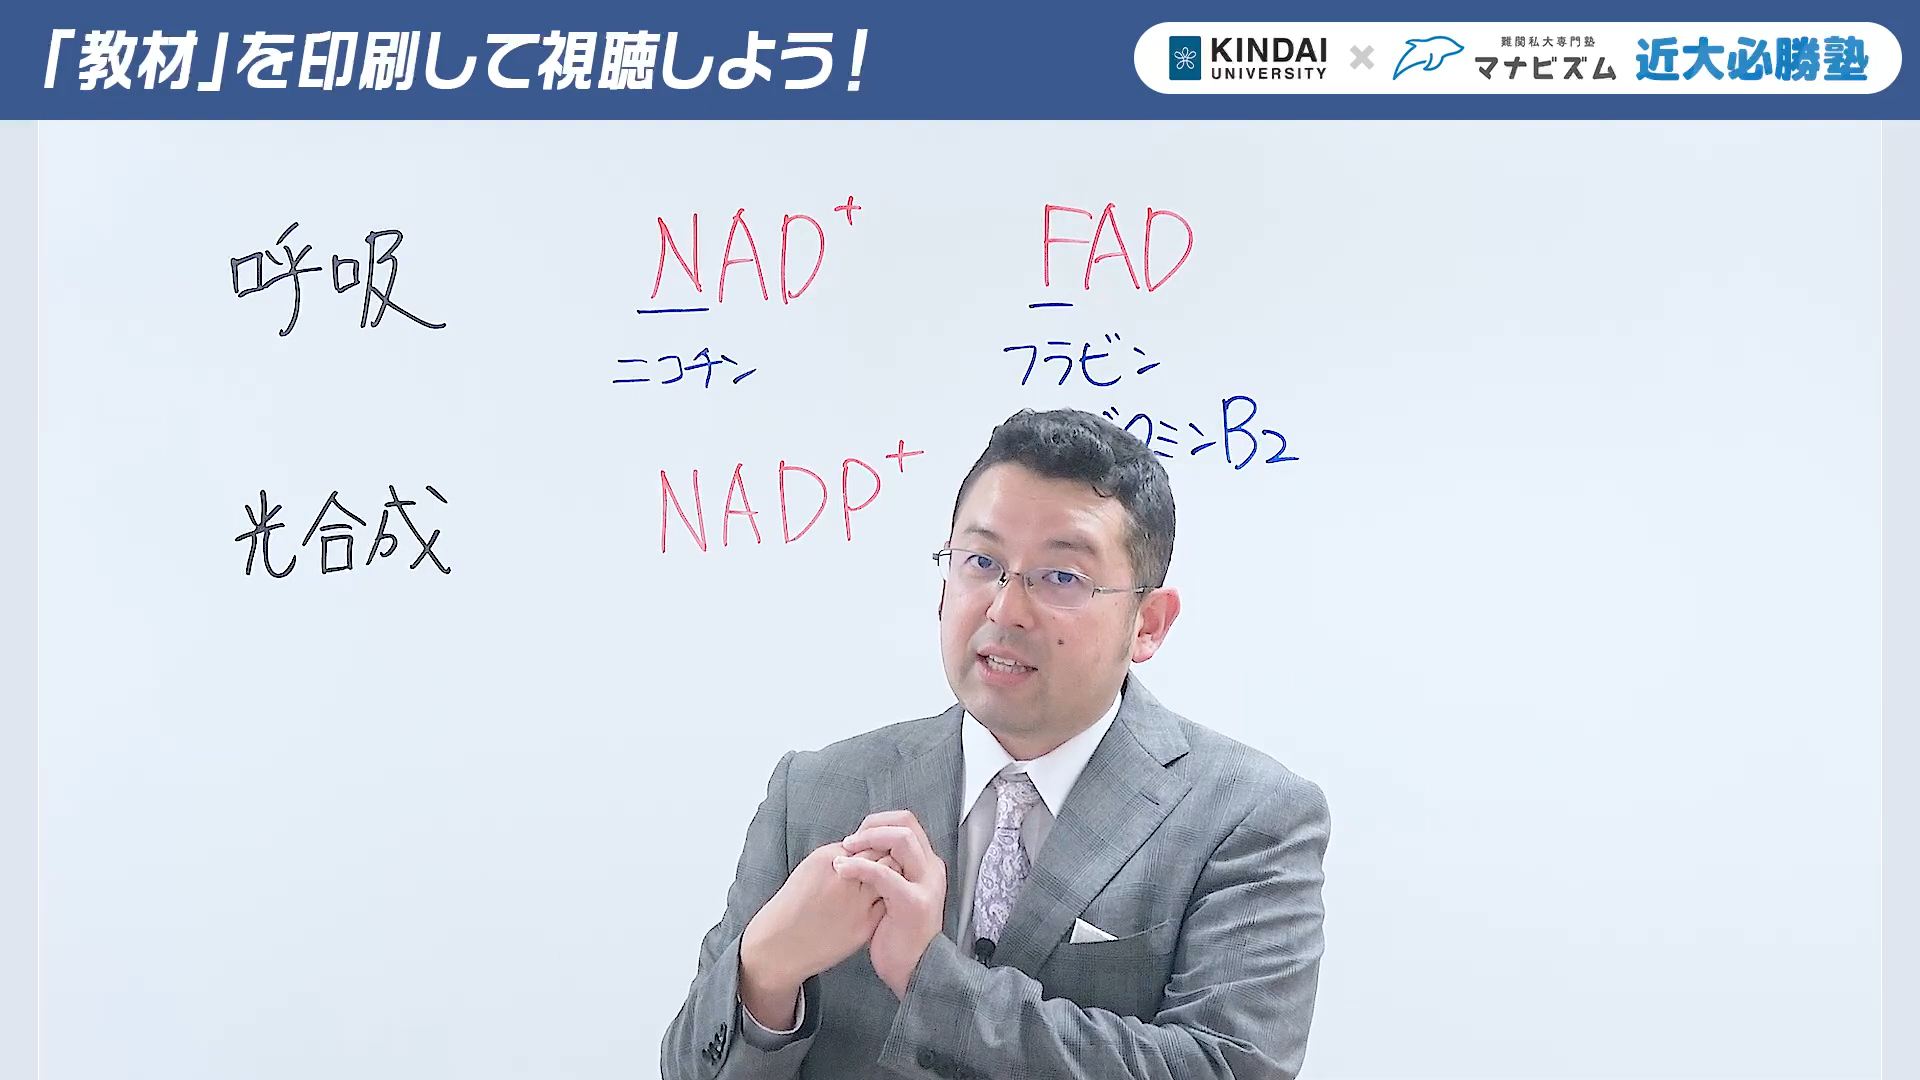 「教材」を印刷して視聴しよう!
KINDAI UNIVERSITY × 難関私大専門塾 マナビズム 近大必勝塾
呼吸 NAD⁺ FAD
ニコチン フラビン
ビタミンB₂
光合成 NADP⁺